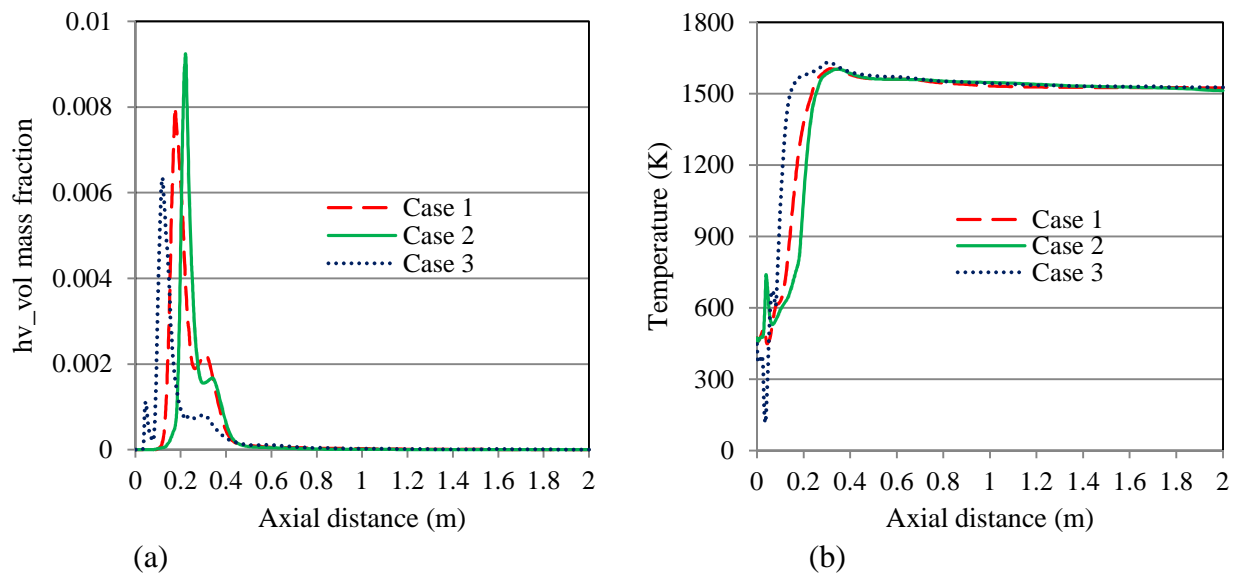 0.01
0.008
0.006
0.004
0.002
0
hv_vol mass fraction
Case 1
Case 2
Case 3
0 0.2 0.4 0.6 0.8 1 1.2 1.4 1.6 1.8 2
Axial distance (m)
(a)
1800
1500
1200
900
600
300
0
Temperature (K)
Case 1
Case 2
Case 3
0 0.2 0.4 0.6 0.8 1 1.2 1.4 1.6 1.8 2
Axial distance (m)
(b)